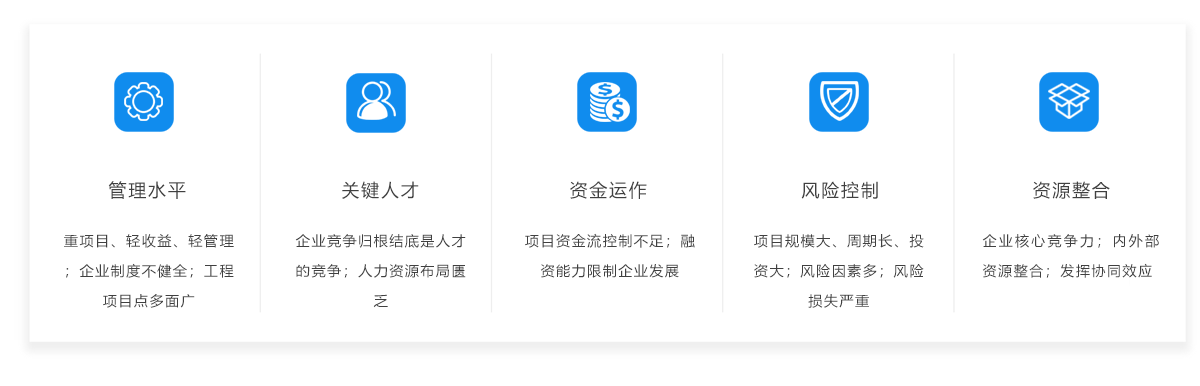 管理水平
重项目、轻收益、轻管理
；企业制度不健全；工程
项目点多面广
关键人才
企业竞争归根结底是人才
的竞争；人力资源布局匮
乏
资金运作
项目资金流控制不足；融
资能力限制企业发展
风险控制
项目规模大、周期长、投
资大；风险因素多；风险
损失严重
资源整合
企业核心竞争力；内外部
资源整合；发挥协同效应